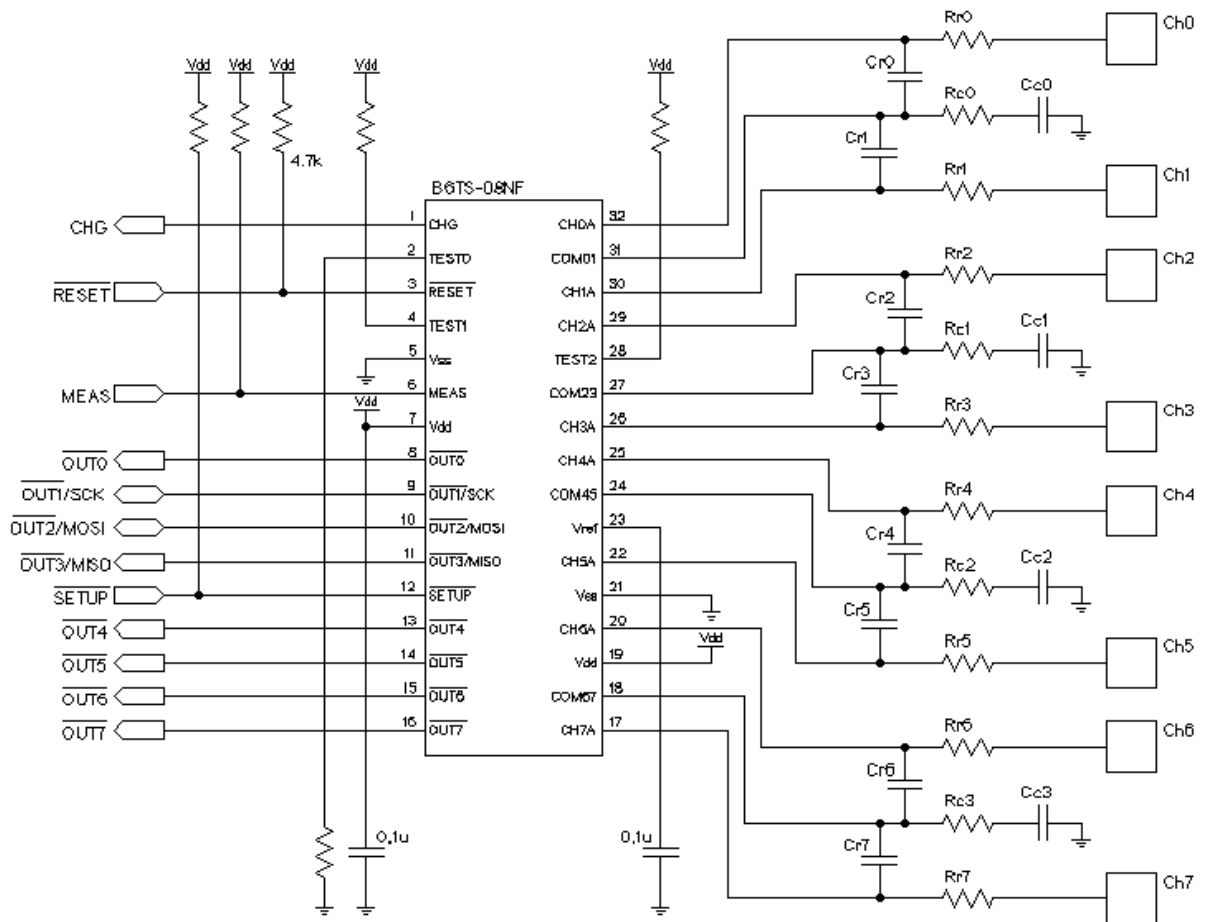 Vdd Vdd Vdd Vdd Vdd
4.7k
B6TS-08NF
CHG 1 CHG
2 TEST0
RESET 3 RESET
4 TEST1
5 Vss
MEAS 6 MEAS
Vdd
7 Vdd
OUT0 8 OUT0
OUT1/SCK 9 OUT1/SCK
OUT2/MOSI 10 OUT2/MOSI
OUT3/MISO 11 OUT3/MISO
SETUP 12 SETUP
OUT4 13 OUT4
OUT5 14 OUT5
OUT6 15 OUT6
OUT7 16 OUT7
0,1u
CH0A 32
COM01 31
CH1A 30
CH2A 29
TEST2 28
COM23 27
CH3A 26
CH4A 25
COM45 24
Vref 23
CH5A 22
Vss 21
CH6A 20
Vdd
Vdd 19
COM67 18
CH7A 17
0,1u
Rr0 Ch0
Cr0
Rc0 Cc0
Cr1
Rr1 Ch1
Rr2 Ch2
Cr2
Rc1 Cc1
Cr3
Rr3 Ch3
Rr4 Ch4
Cr4
Rc2 Cc2
Cr5
Rr5 Ch5
Rr6 Ch6
Cr6
Rc3 Cc3
Cr7
Rr7 Ch7